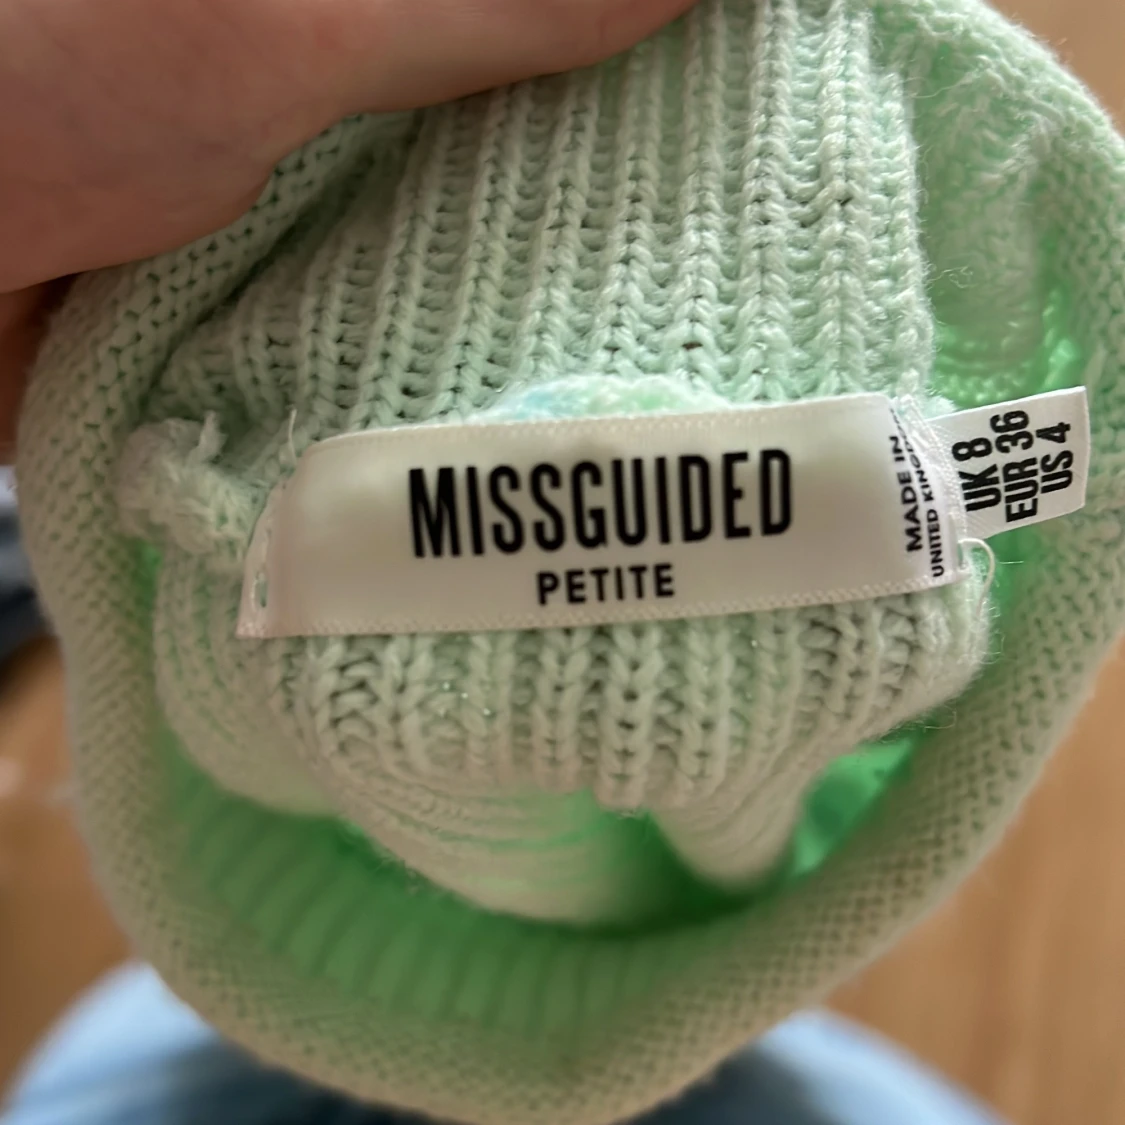 MISSGUIDED
PETITE
MADE IN
UNITED KINGDOM
UK 8
EUR 36
US 4